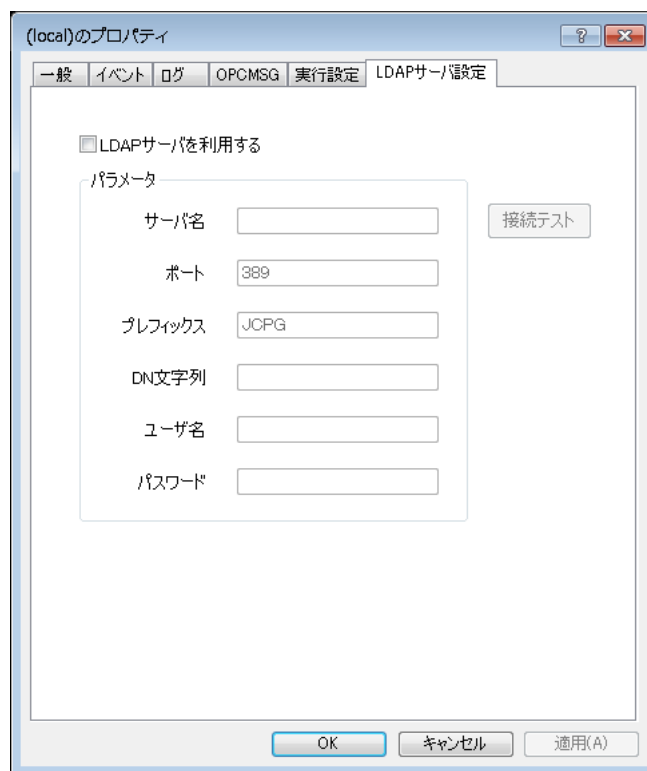 (local)のプロパティ
一般 イベント ログ OPCMSG 実行設定 LDAPサーバ設定
LDAPサーバを利用する
パラメータ
サーバ名
接続テスト
ポート 389
プレフィックス JCPG
DN文字列
ユーザ名
パスワード
OK キャンセル 適用(A)